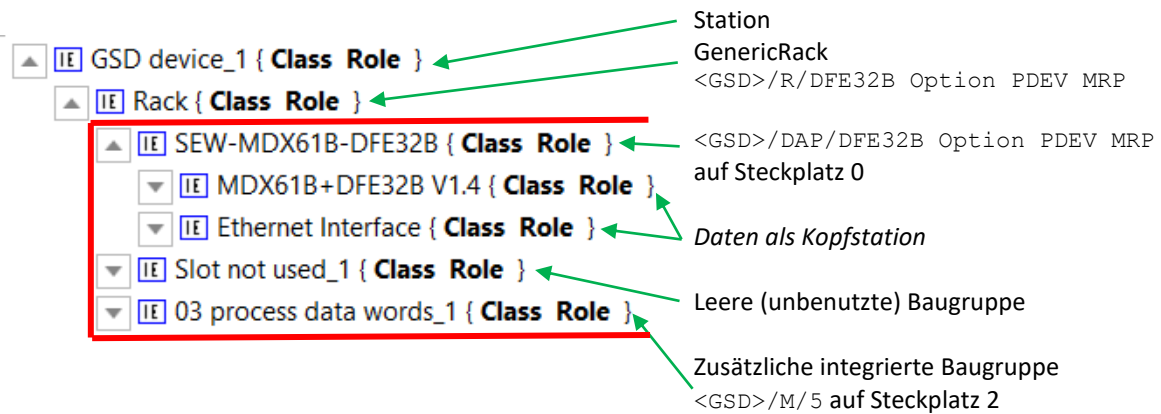 Station
GSD device_1 { Class Role }
GenericRack
<GSD>/R/DFE32B Option PDEV MRP
Rack { Class Role }
SEW-MDX61B-DFE32B { Class Role }
<GSD>/DAP/DFE32B Option PDEV MRP
auf Steckplatz 0
MDX61B+DFE32B V1.4 { Class Role }
Ethernet Interface { Class Role }
Daten als Kopfstation
Slot not used_1 { Class Role }
Leere (unbenutzte) Baugruppe
03 process data words_1 { Class Role }
Zusätzliche integrierte Baugruppe
<GSD>/M/5 auf Steckplatz 2